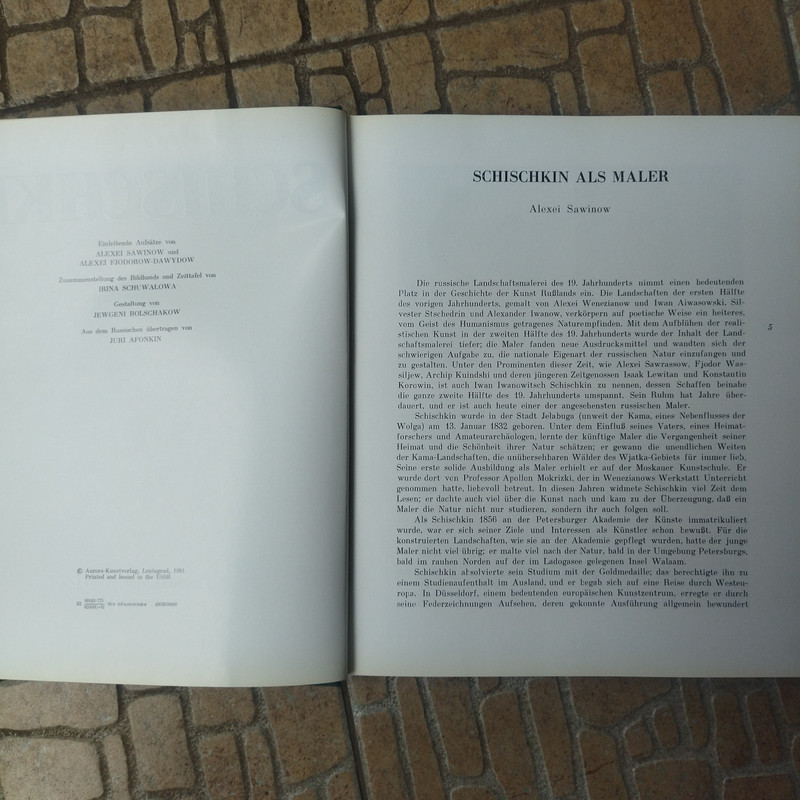 Einleitende Aufsätze von
ALEXEI SAWINOW und
ALEXEI FJODOROW-DAWYDOW
Zusammenstellung des Bildbands und Zeittafel von
IRINA SCHUWALOWA
Gestaltung von
JEWGENI BOLSCHAKOW
Aus dem Russischen übertragen von
JURI AFONKIN
© Aurora-Kunstverlag, Leningrad, 1981
Printed and bound in the USSR
SCHISCHKIN ALS MALER
Alexei Sawinow
Die russische Landschaftsmalerei des 19. Jahrhunderts nimmt einen bedeutenden
Platz in der Geschichte der Kunst Rußlands ein. Die Landschaften der ersten Hälfte
des vorigen Jahrhunderts, gemalt von Alexei Wenezianow und Iwan Aiwasowski, Sil-
vester Stschedrin und Alexander Iwanow, verkörpern auf poetische Weise ein heiteres,
vom Geist des Humanismus getragenes Naturempfinden. Mit dem Aufblühen der reali-
stischen Kunst in der zweiten Hälfte des 19. Jahrhunderts wurde der Inhalt der Land-
schaftsmalerei tiefer; die Maler fanden neue Ausdrucksmittel und wandten sich der
schwierigen Aufgabe zu, die nationale Eigenart der russischen Natur einzufangen und
zu gestalten. Unter den Prominenten dieser Zeit, wie Alexei Sawrassow, Fjodor Was-
siljew, Archip Kuindshi und deren jüngeren Zeitgenossen Isaak Lewitan und Konstantin
Korowin, ist auch Iwan Iwanowitsch Schischkin zu nennen, dessen Schaffen beinahe
die ganze zweite Hälfte des 19. Jahrhunderts umspannt. Sein Ruhm hat Jahre über-
dauert, und er ist auch heute einer der angesehensten russischen Maler.
Schischkin wurde in der Stadt Jelabuga (unweit der Kama, eines Nebenflusses der
Wolga) am 13. Januar 1832 geboren. Unter dem Einfluß seines Vaters, eines Heimat-
forschers und Amateurarchäologen, lernte der künftige Maler die Vergangenheit seiner
Heimat und die Schönheit ihrer Natur schätzen; er gewann die unendlichen Weiten
der Kama-Landschaften, die unübersehbaren Wälder des Wjatka-Gebiets für immer lieb.
Seine erste solide Ausbildung als Maler erhielt er auf der Moskauer Kunstschule. Er
wurde dort von Professor Apollon Mokrizki, der in Wenezianows Werkstatt Unterricht
genommen hatte, liebevoll betreut. In diesen Jahren widmete Schischkin viel Zeit dem
Lesen; er dachte auch viel über die Kunst nach und kam zu der Überzeugung, daß ein
Maler die Natur nicht nur studieren, sondern ihr auch folgen soll.
Als Schischkin 1856 an der Petersburger Akademie der Künste immatrikuliert
wurde, war er sich seiner Ziele und Interessen als Künstler schon bewußt. Für die
konstruierten Landschaften, wie sie an der Akademie gepflegt wurden, hatte der junge
Maler nicht viel übrig; er malte viel nach der Natur, bald in der Umgebung Petersburgs,
bald im rauhen Norden auf der im Ladogasee gelegenen Insel Walaam.
Schischkin absolvierte sein Studium mit der Goldmedaille; das berechtigte ihn zu
einem Studienaufenthalt im Ausland, und er begab sich auf eine Reise durch Westeu-
ropa. In Düsseldorf, einem bedeutenden europäischen Kunstzentrum, erregte er durch
seine Federzeichnungen Aufsehen, deren gekonnte Ausführung allgemein bewundert
5